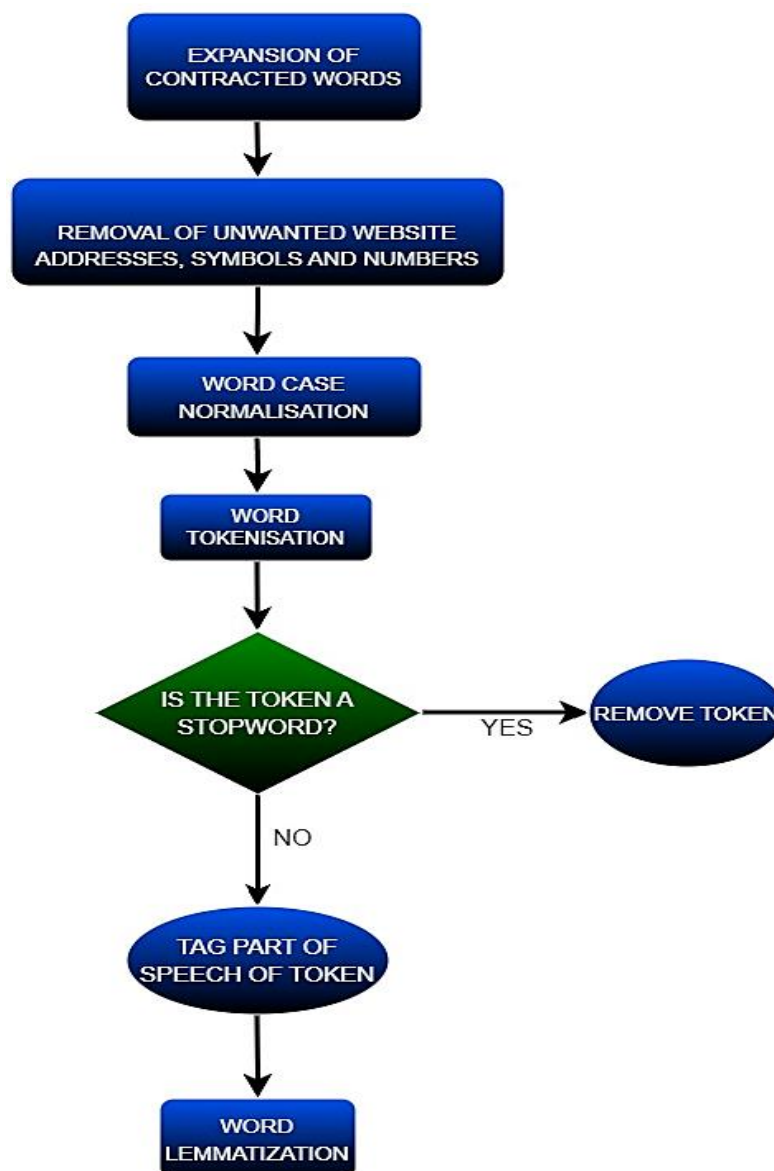 EXPANSION OF
CONTRACTED WORDS
REMOVAL OF UNWANTED WEBSITE
ADDRESSES, SYMBOLS AND NUMBERS
WORD CASE
NORMALISATION
WORD
TOKENISATION
IS THE TOKEN A
STOPWORD?
YES
REMOVE TOKEN
NO
TAG PART OF
SPEECH OF TOKEN
WORD
LEMMATIZATION